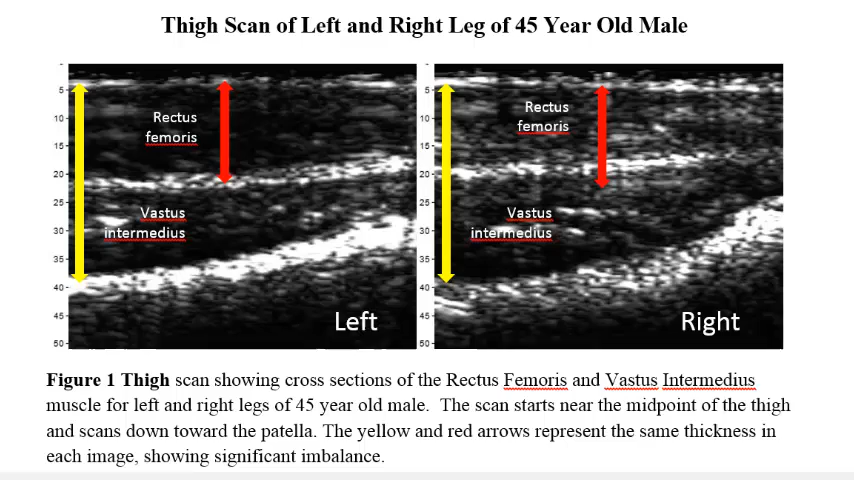 Thigh Scan of Left and Right Leg of 45 Year Old Male
5
10
15
20
25
30
35
40
45
50
Rectus
femoris
Vastus
intermedius
Left
5
10
15
20
25
30
35
40
45
50
Rectus
femoris
Vastus
intermedius
Right
Figure 1 Thigh scan showing cross sections of the Rectus Femoris and Vastus Intermedius
muscle for left and right legs of 45 year old male.  The scan starts near the midpoint of the thigh
and scans down toward the patella. The yellow and red arrows represent the same thickness in
each image, showing significant imbalance.